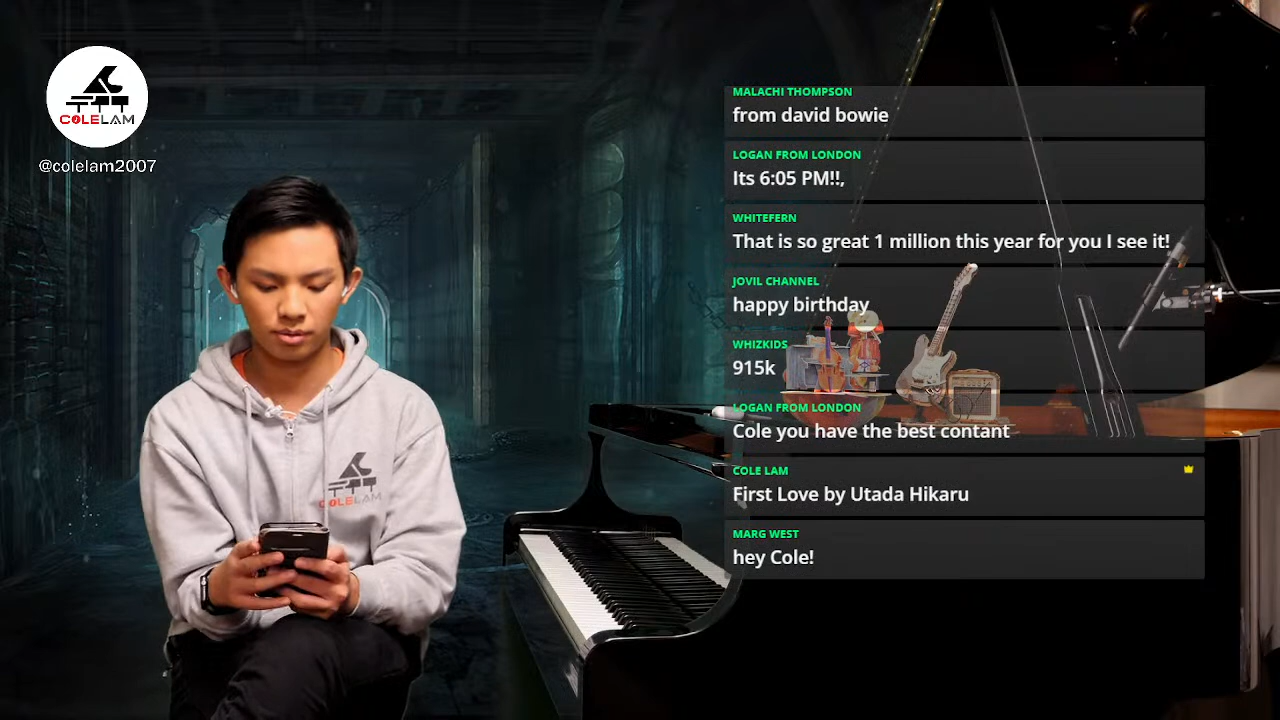 COLELAM
@colelam2007
MALACHI THOMPSON
from david bowie
LOGAN FROM LONDON
Its 6:05 PM!!,
WHITEFERN
That is so great 1 million this year for you I see it!
JOVIL CHANNEL
happy birthday
WHIZKIDS
915k
LOGAN FROM LONDON
Cole you have the best contant
COLE LAM
First Love by Utada Hikaru
MARG WEST
hey Cole!
COLELAM